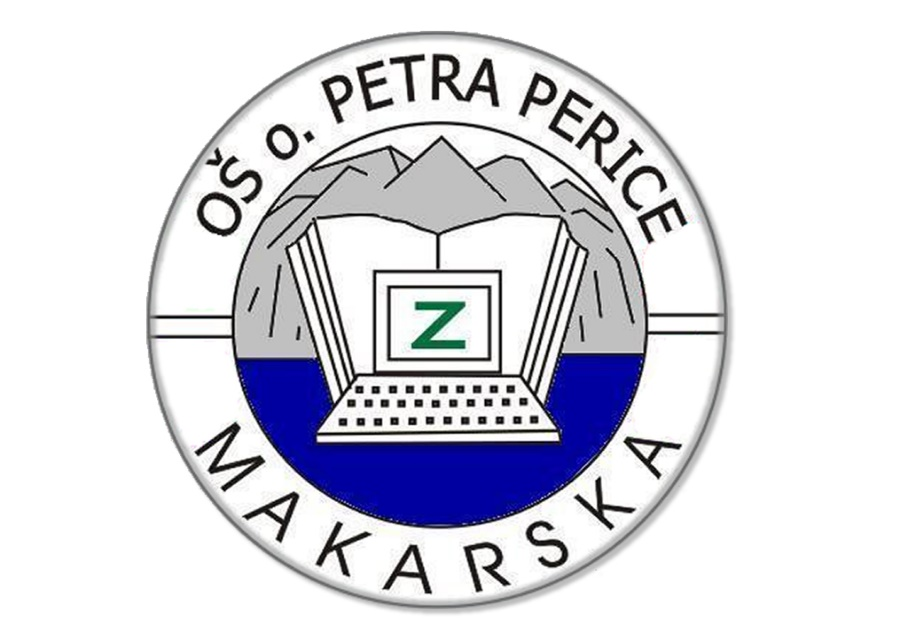 OŠ o. PETRA PERICE
Z
MAKARSKA